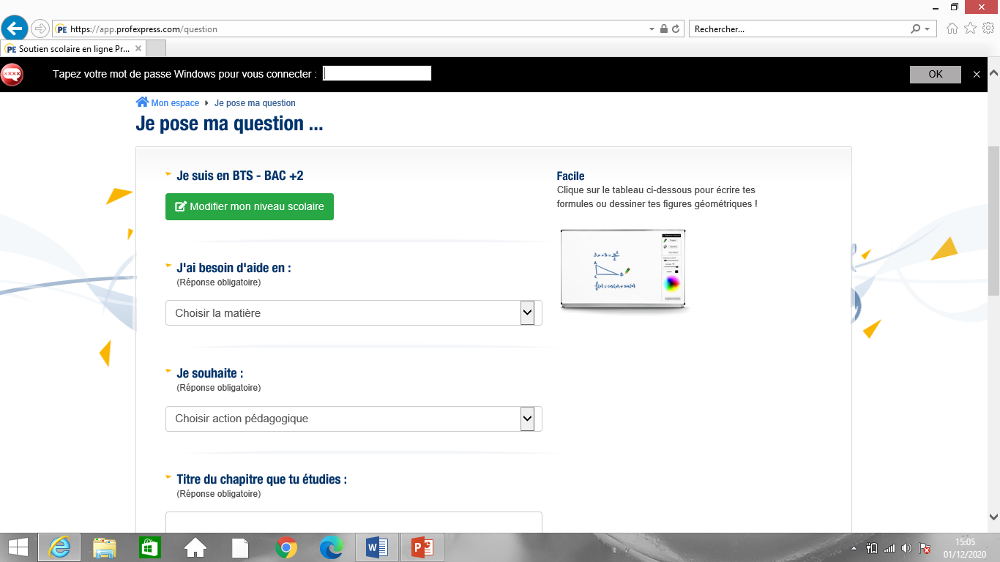 https://app.profexpress.com/question
Rechercher...
PE Soutien scolaire en ligne Pr...
xxxx
Tapez votre mot de passe Windows pour vous connecter :
OK
Mon espace
Je pose ma question
Je pose ma question ...
Je suis en BTS - BAC +2
Modifier mon niveau scolaire
Facile
Clique sur le tableau ci-dessous pour écrire tes
formules ou dessiner tes figures géométriques !
J'ai besoin d'aide en :
(Réponse obligatoire)
Choisir la matière
Je souhaite :
(Réponse obligatoire)
Choisir action pédagogique
Titre du chapitre que tu étudies :
(Réponse obligatoire)
15:05
01/12/2020